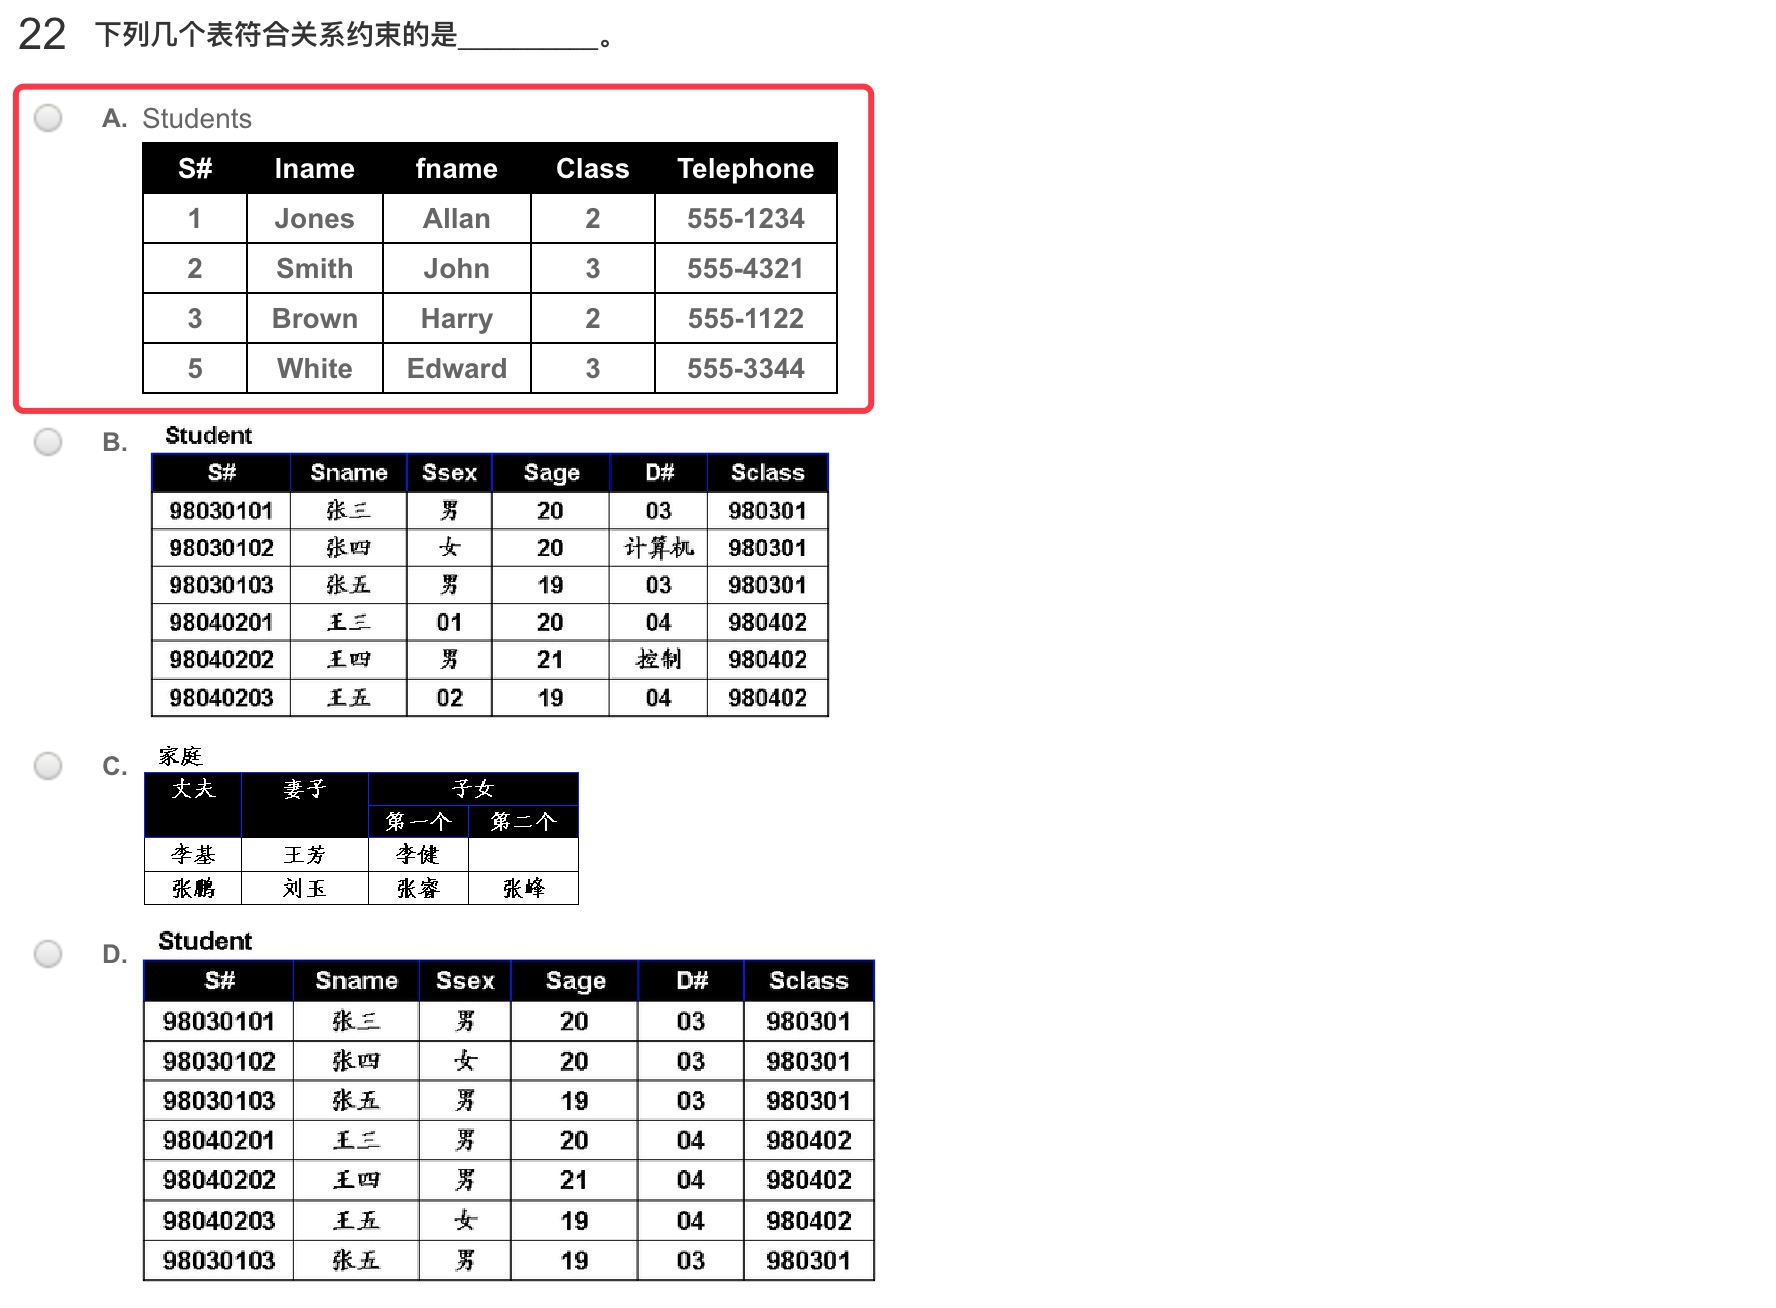 22 下列几个表符合关系约束的是__________。
A. Students
S# lname fname Class Telephone
1 Jones Allan 2 555-1234
2 Smith John 3 555-4321
3 Brown Harry 2 555-1122
5 White Edward 3 555-3344
B. Student
S# Sname Ssex Sage D# Sclass
98030101 张三 男 20 03 980301
98030102 张四 女 20 计算机 980301
98030103 张五 男 19 03 980301
98040201 王三 01 20 04 980402
98040202 王四 男 21 控制 980402
98040203 王五 02 19 04 980402
C. 家庭
丈夫 妻子 子女
第一个 第二个
李基 王芳 李健
张鹏 刘玉 张睿 张峰
D. Student
S# Sname Ssex Sage D# Sclass
98030101 张三 男 20 03 980301
98030102 张四 女 20 03 980301
98030103 张五 男 19 03 980301
98040201 王三 男 20 04 980402
98040202 王四 男 21 04 980402
98040203 王五 女 19 04 980402
98030103 张五 男 19 03 980301